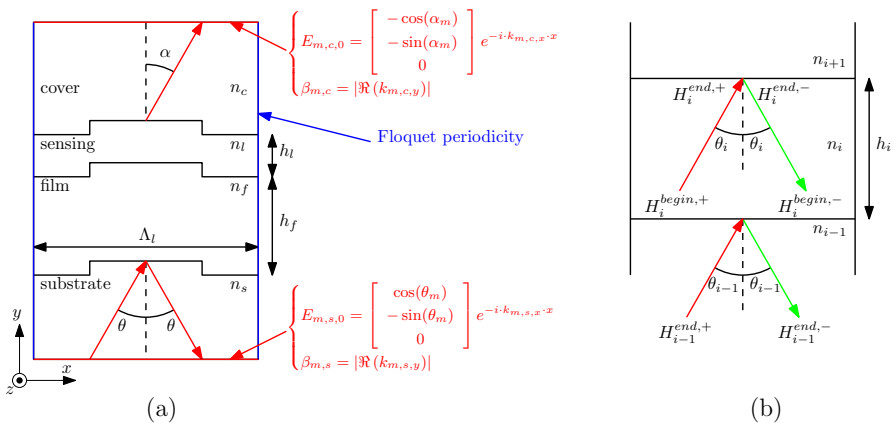 α
cover
n_c
E_{m,c,0} = [ − cos(α_m) − sin(α_m) 0 ] e^{−i·k_{m,c,x}·x}
β_{m,c} = |ℜ (k_{m,c,y})|
Floquet periodicity
sensing
n_l
h_l
film
n_f
h_f
Λ_l
substrate
n_s
θ
θ
E_{m,s,0} = [ cos(θ_m) − sin(θ_m) 0 ] e^{−i·k_{m,s,x}·x}
β_{m,s} = |ℜ (k_{m,s,y})|
y
x
z
(a)
n_{i+1}
H_i^{end,+}
H_i^{end,−}
θ_i
θ_i
n_i
h_i
H_i^{begin,+}
H_i^{begin,−}
n_{i−1}
θ_{i−1}
θ_{i−1}
H_{i−1}^{end,+}
H_{i−1}^{end,−}
(b)